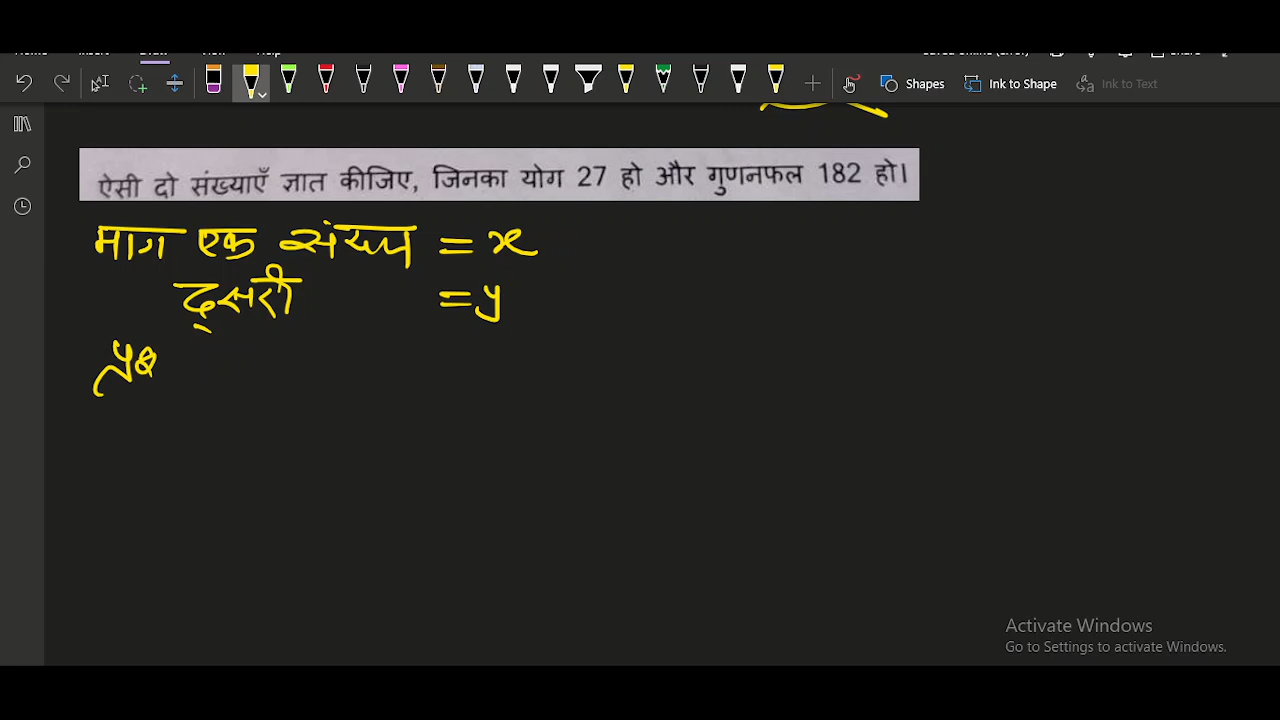 Shapes Ink to Shape Ink to Text
ऐसी दो संख्याएँ ज्ञात कीजिए, जिनका योग 27 हो और गुणनफल 182 हो।
माना एक संख्या = x
दूसरी = y
Activate Windows
Go to Settings to activate Windows.